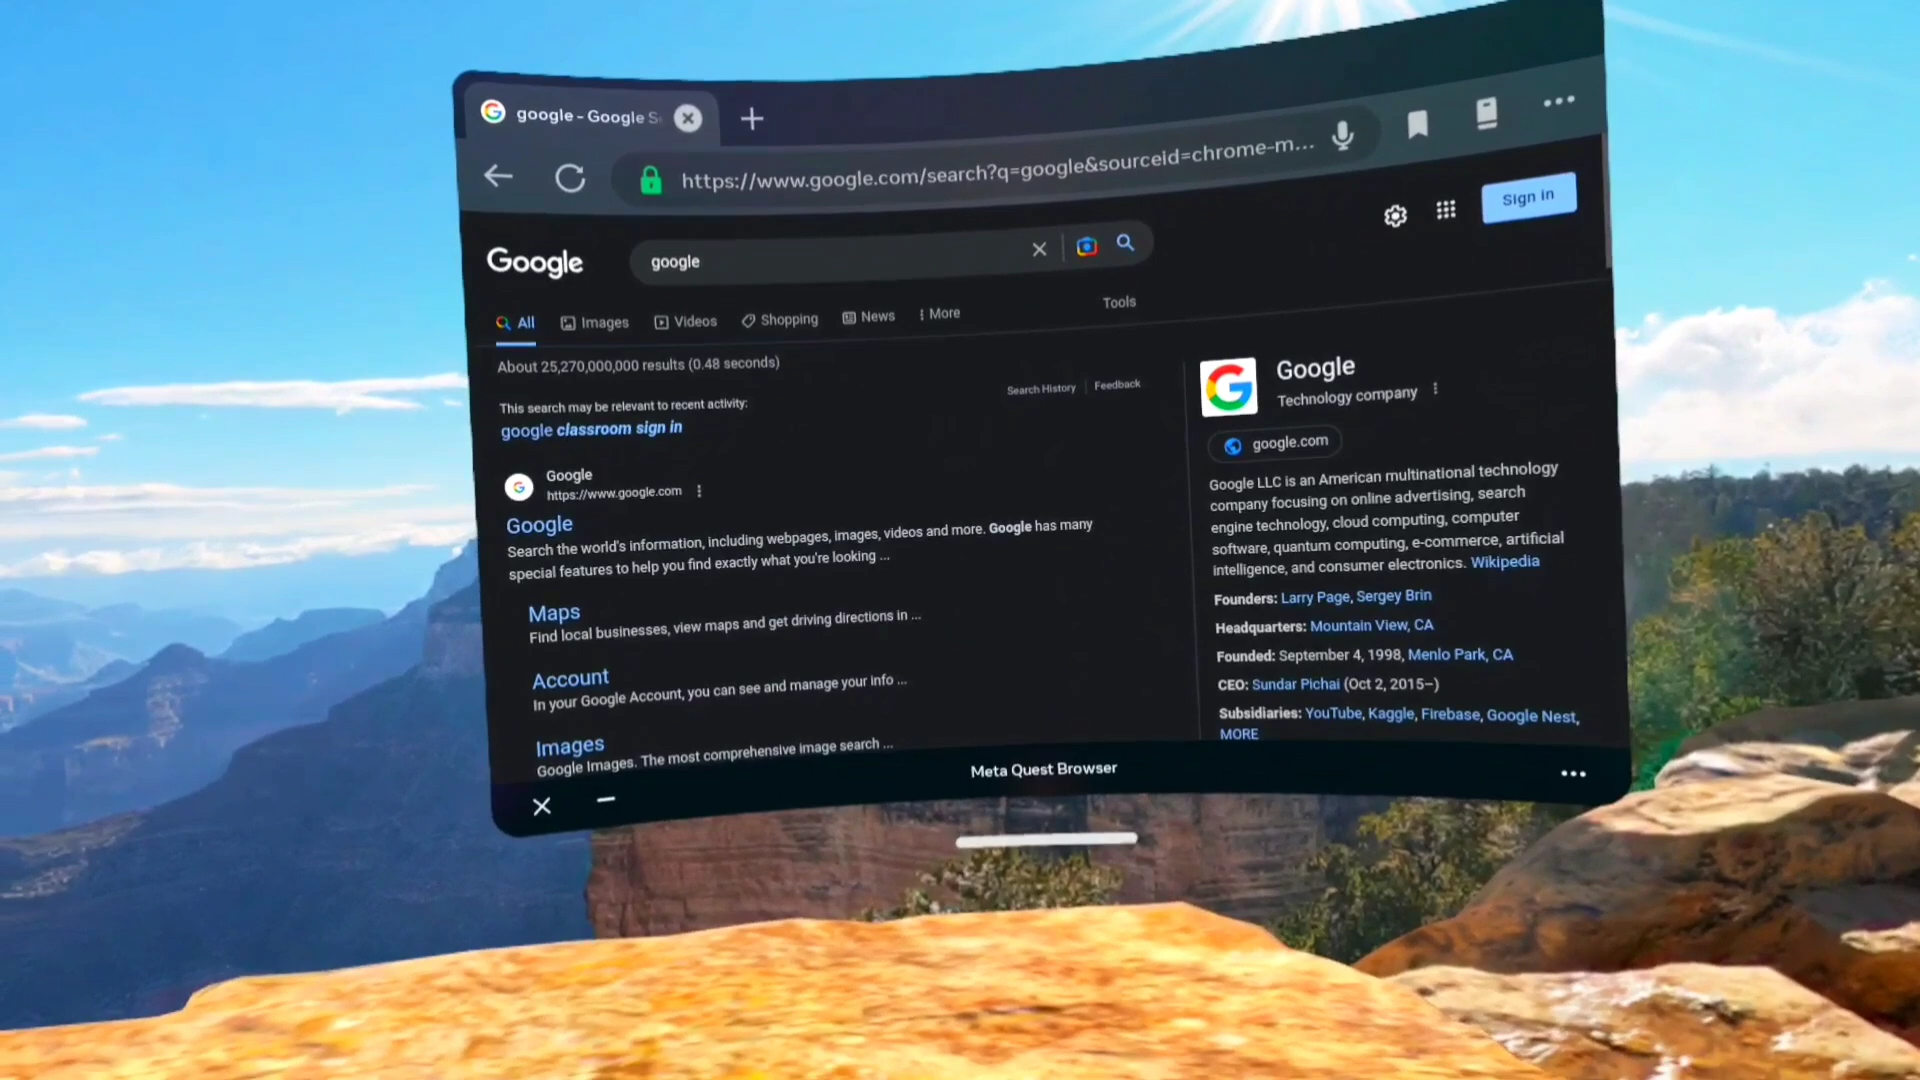 google - Google S
https://www.google.com/search?q=google&sourceid=chrome-m...
Sign in
Google
google
All
Images
Videos
Shopping
News
More
Tools
About 25,270,000,000 results (0.48 seconds)
Search History
Feedback
This search may be relevant to recent activity:
google classroom sign in
Google
https://www.google.com
Google
Search the world's information, including webpages, images, videos and more. Google has many
special features to help you find exactly what you're looking ...
Maps
Find local businesses, view maps and get driving directions in ...
Account
In your Google Account, you can see and manage your info ...
Images
Google Images. The most comprehensive image search ...
Google
Technology company
google.com
Google LLC is an American multinational technology
company focusing on online advertising, search
engine technology, cloud computing, computer
software, quantum computing, e-commerce, artificial
intelligence, and consumer electronics. Wikipedia
Founders: Larry Page, Sergey Brin
Headquarters: Mountain View, CA
Founded: September 4, 1998, Menlo Park, CA
CEO: Sundar Pichai (Oct 2, 2015–)
Subsidiaries: YouTube, Kaggle, Firebase, Google Nest,
MORE
Meta Quest Browser